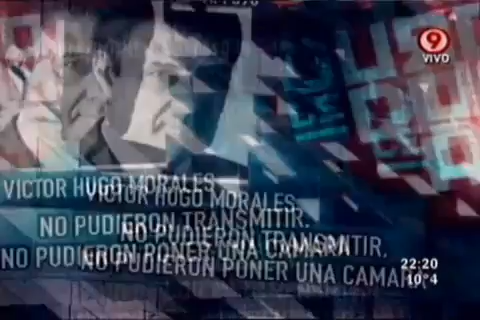 9
VIVO
VICTOR HUGO MORALES
VICTOR HUGO MORALES
NO PUDIERON TRANSMITIR.
NO PUDIERON TRANSMITIR,
NO PUDIERON PONER UNA CAMARA
NO PUDIERON PONER UNA CAMARA
22:20
10°4